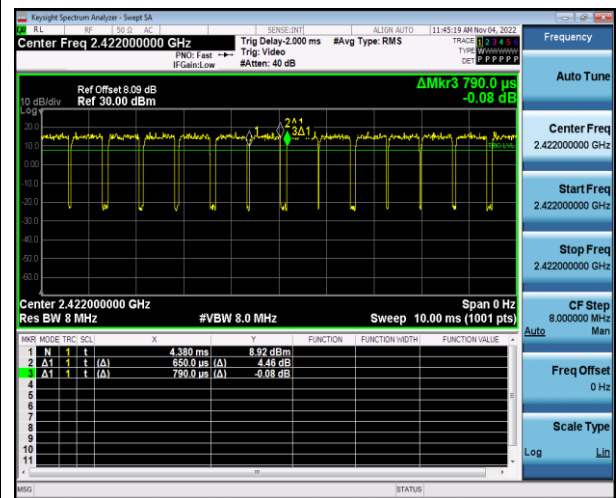 Keysight Spectrum Analyzer - Swept SA
RL RF 50 Ω AC SENSE:INT ALIGN AUTO 11:45:19 AM Nov 04, 2022
Center Freq 2.422000000 GHz
PNO: Fast
IFGain:Low
Trig Delay-2.000 ms
Trig: Video
#Atten: 40 dB
#Avg Type: RMS
TRACE 1 2 3 4 5 6
TYPE WWWWWW
DET P P P P P P
Ref Offset 8.09 dB
Ref 30.00 dBm
10 dB/div
Log
ΔMkr3 790.0 µs
-0.08 dB
20.0
10.0
0.00
-10.0
-20.0
-30.0
-40.0
-50.0
-60.0
1
2Δ1
3Δ1
TRIG LVL
Center 2.422000000 GHz Span 0 Hz
Res BW 8 MHz #VBW 8.0 MHz Sweep 10.00 ms (1001 pts)
MKR MODE TRC SCL X Y FUNCTION FUNCTION WIDTH FUNCTION VALUE
1 N 1 t 4.380 ms 8.92 dBm
2 Δ1 1 t (Δ) 650.0 µs (Δ) 4.46 dB
3 Δ1 1 t (Δ) 790.0 µs (Δ) -0.08 dB
4
5
6
7
8
9
10
11
MSG STATUS
Frequency
Auto Tune
Center Freq
2.422000000 GHz
Start Freq
2.422000000 GHz
Stop Freq
2.422000000 GHz
CF Step
8.000000 MHz
Auto Man
Freq Offset
0 Hz
Scale Type
Log Lin